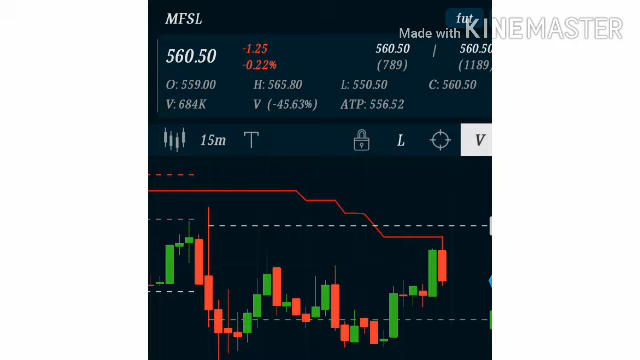 MFSL
fut
Made with KINEMASTER
560.50
-1.25
-0.22%
560.50 | 560.50
(789) (1189)
O: 559.00 H: 565.80 L: 550.50 C: 560.50
V: 684K V (-45.63%) ATP: 556.52
15m T L V